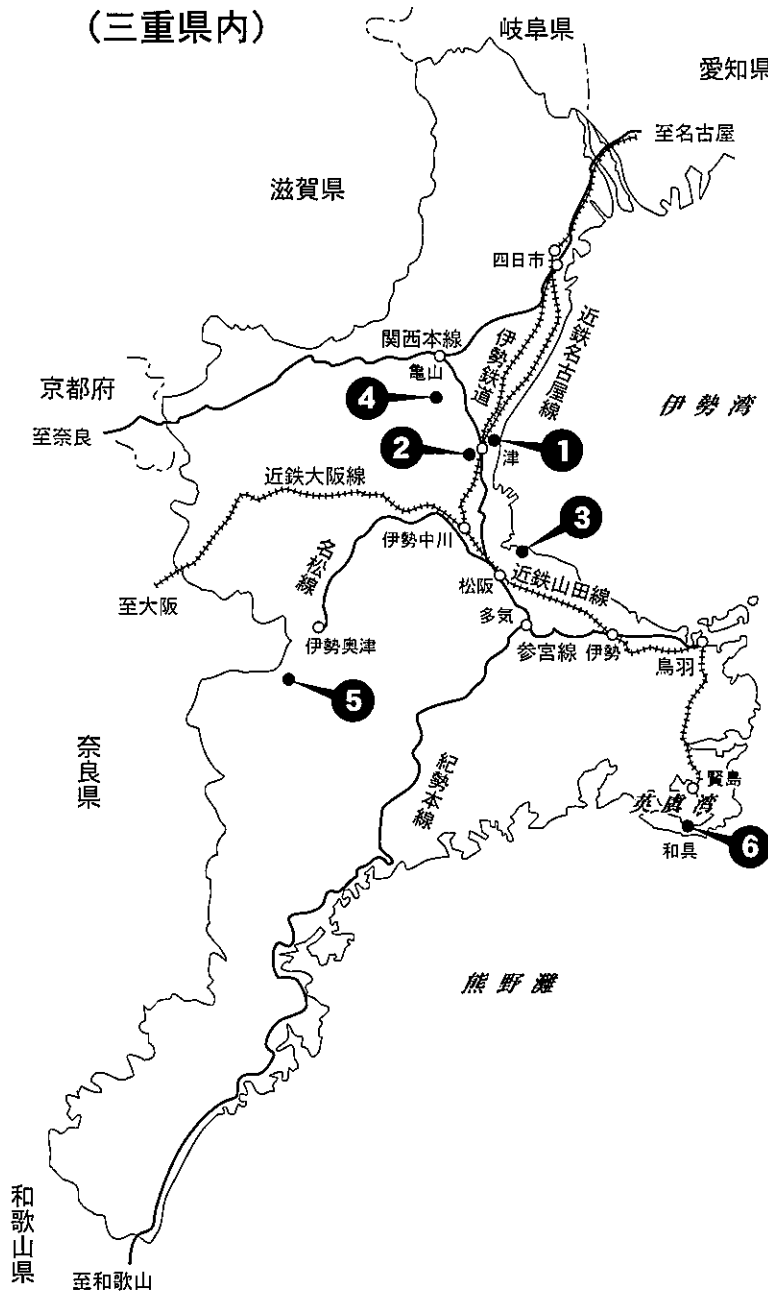 (三重県内)
岐阜県
愛知県
至名古屋
滋賀県
四日市
関西本線
亀山
伊勢鉄道
近鉄名古屋線
京都府
伊勢湾
4
至奈良
2
津
1
近鉄大阪線
3
伊勢中川
名松線
至大阪
松阪
近鉄山田線
多気
伊勢奥津
参宮線
伊勢
鳥羽
5
奈良県
紀勢本線
賢島
英虞湾
和具
6
熊野灘
和歌山県
至和歌山